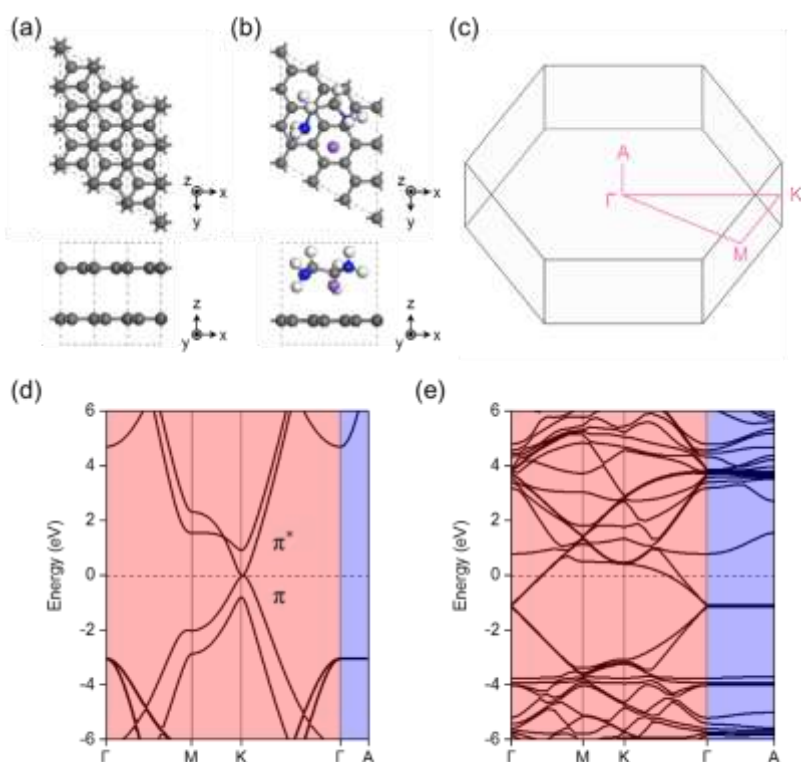 (a)
(b)
(c)
z
x
y
z
x
y
z
y
x
z
y
x
A
Γ
K
M
(d)
(e)
6
4
2
0
-2
-4
-6
Energy (eV)
π*
π
Γ
M
K
Γ
A
6
4
2
0
-2
-4
-6
Energy (eV)
Γ
M
K
Γ
A